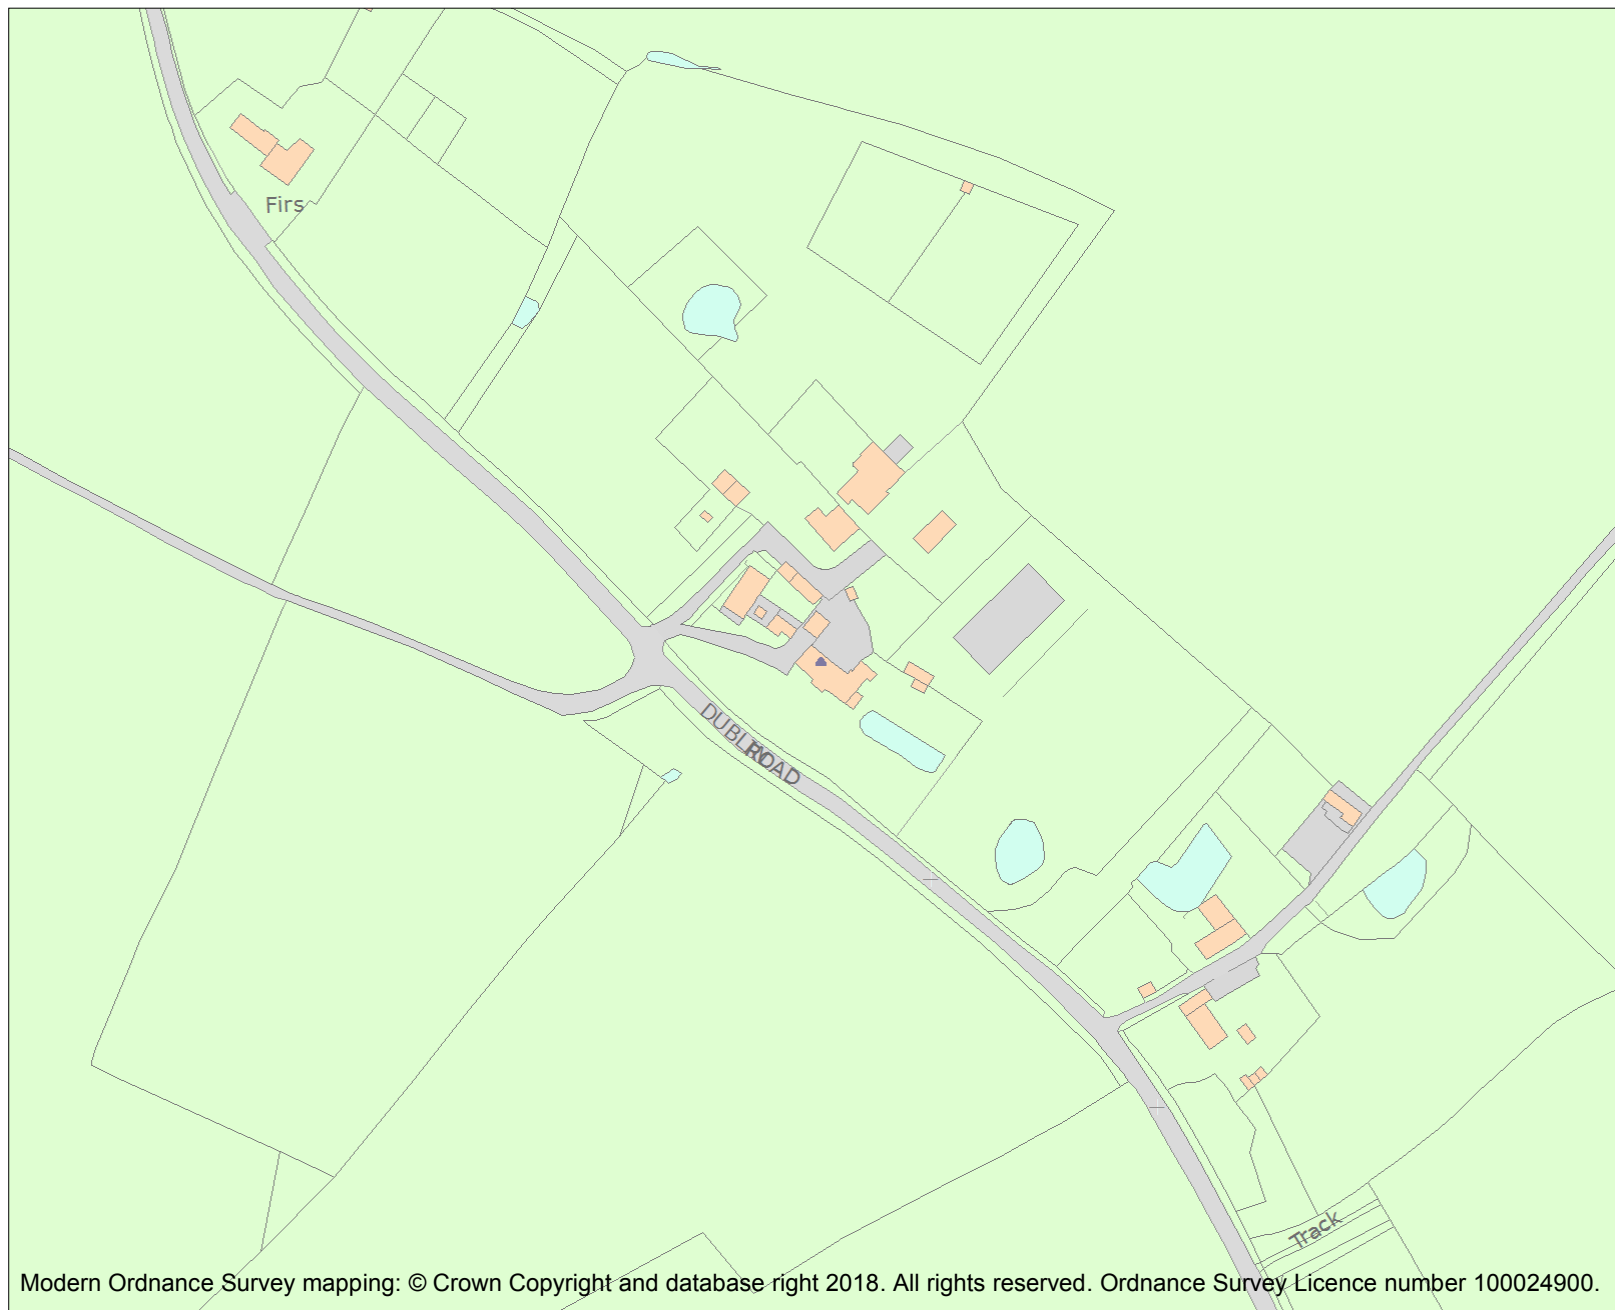 Firs
DUBLIN
ROAD
Track
Modern Ordnance Survey mapping: © Crown Copyright and database right 2018. All rights reserved. Ordnance Survey Licence number 100024900.